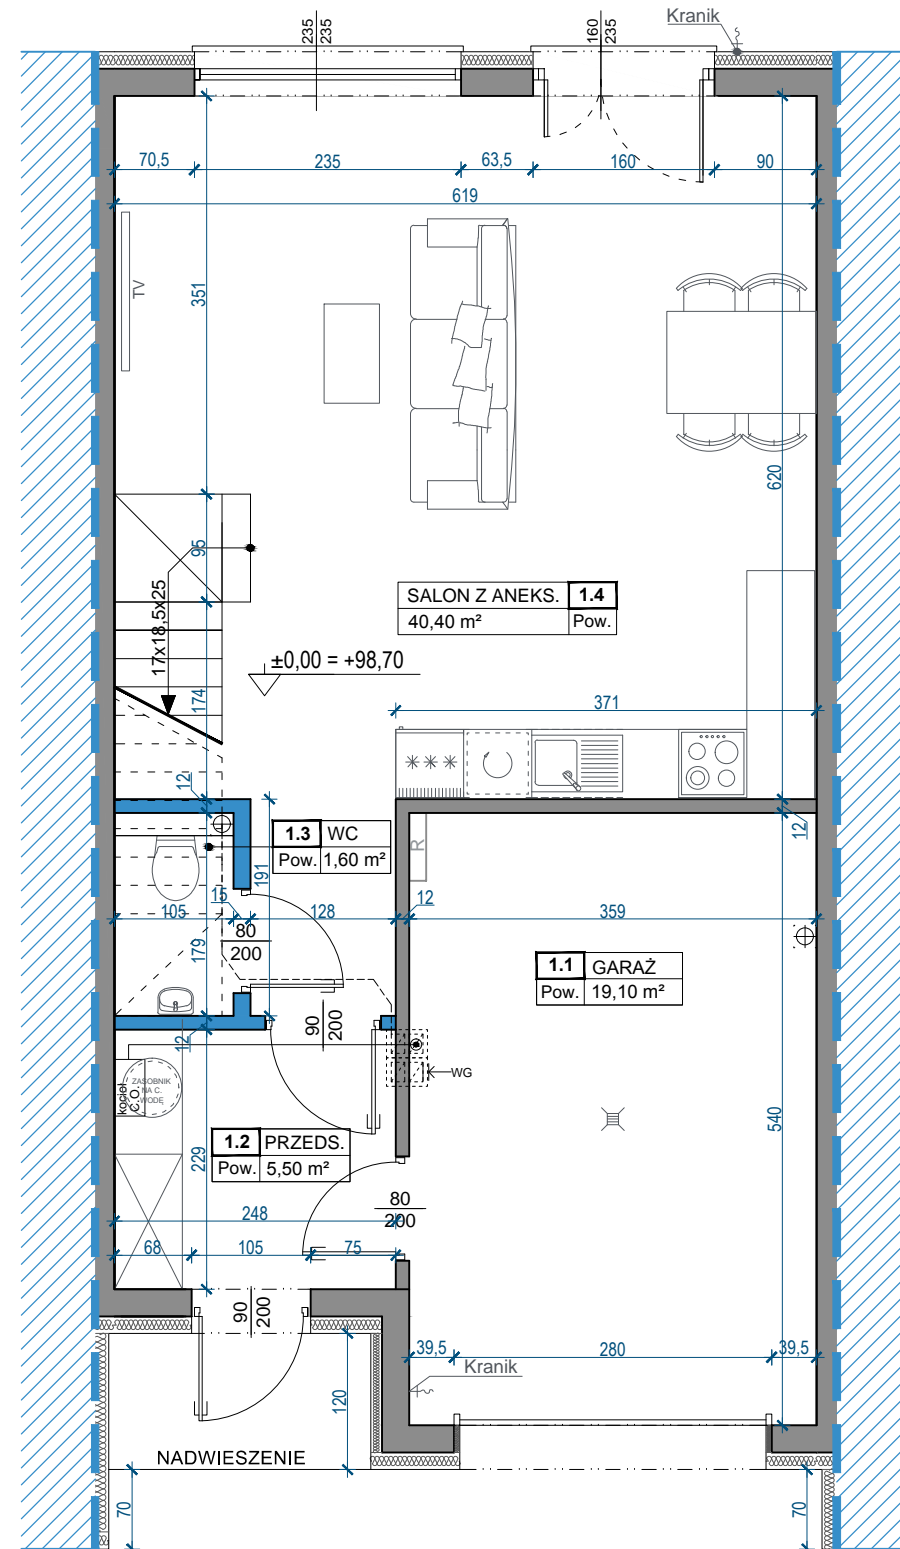 Kranik
235
235
160
235
70,5
235
63,5
160
90
619
TV
351
620
95
17x18,5x25
SALON Z ANEKS. 1.4
40,40 m² Pow.
±0,00 = +98,70
174
371
12
12
1.3 WC
Pow. 1,60 m²
R
191
15
105
128
12
359
80
200
179
1.1 GARAŻ
Pow. 19,10 m²
90
200
12
WG
kocioł
C.O.
ZASOBNIK
NA C.
WODĘ
540
1.2 PRZEDS.
Pow. 5,50 m²
229
80
200
248
68
105
75
90
200
39,5
280
39,5
Kranik
120
NADWIESZENIE
70
70